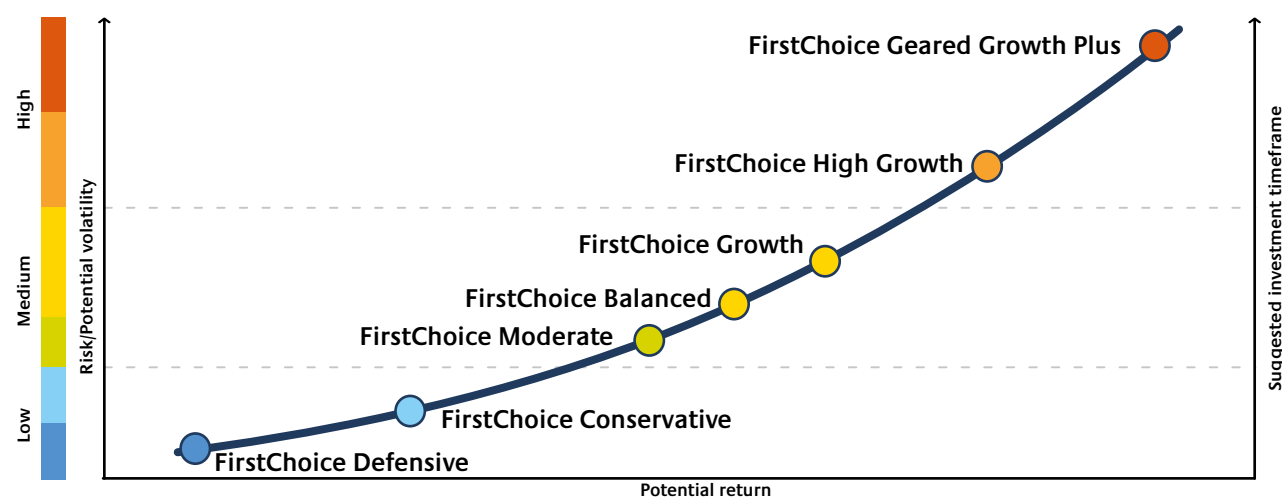 High
Medium
Low
Risk/Potential volatility
FirstChoice Geared Growth Plus
FirstChoice High Growth
FirstChoice Growth
FirstChoice Balanced
FirstChoice Moderate
FirstChoice Conservative
FirstChoice Defensive
Potential return
Suggested investment timeframe